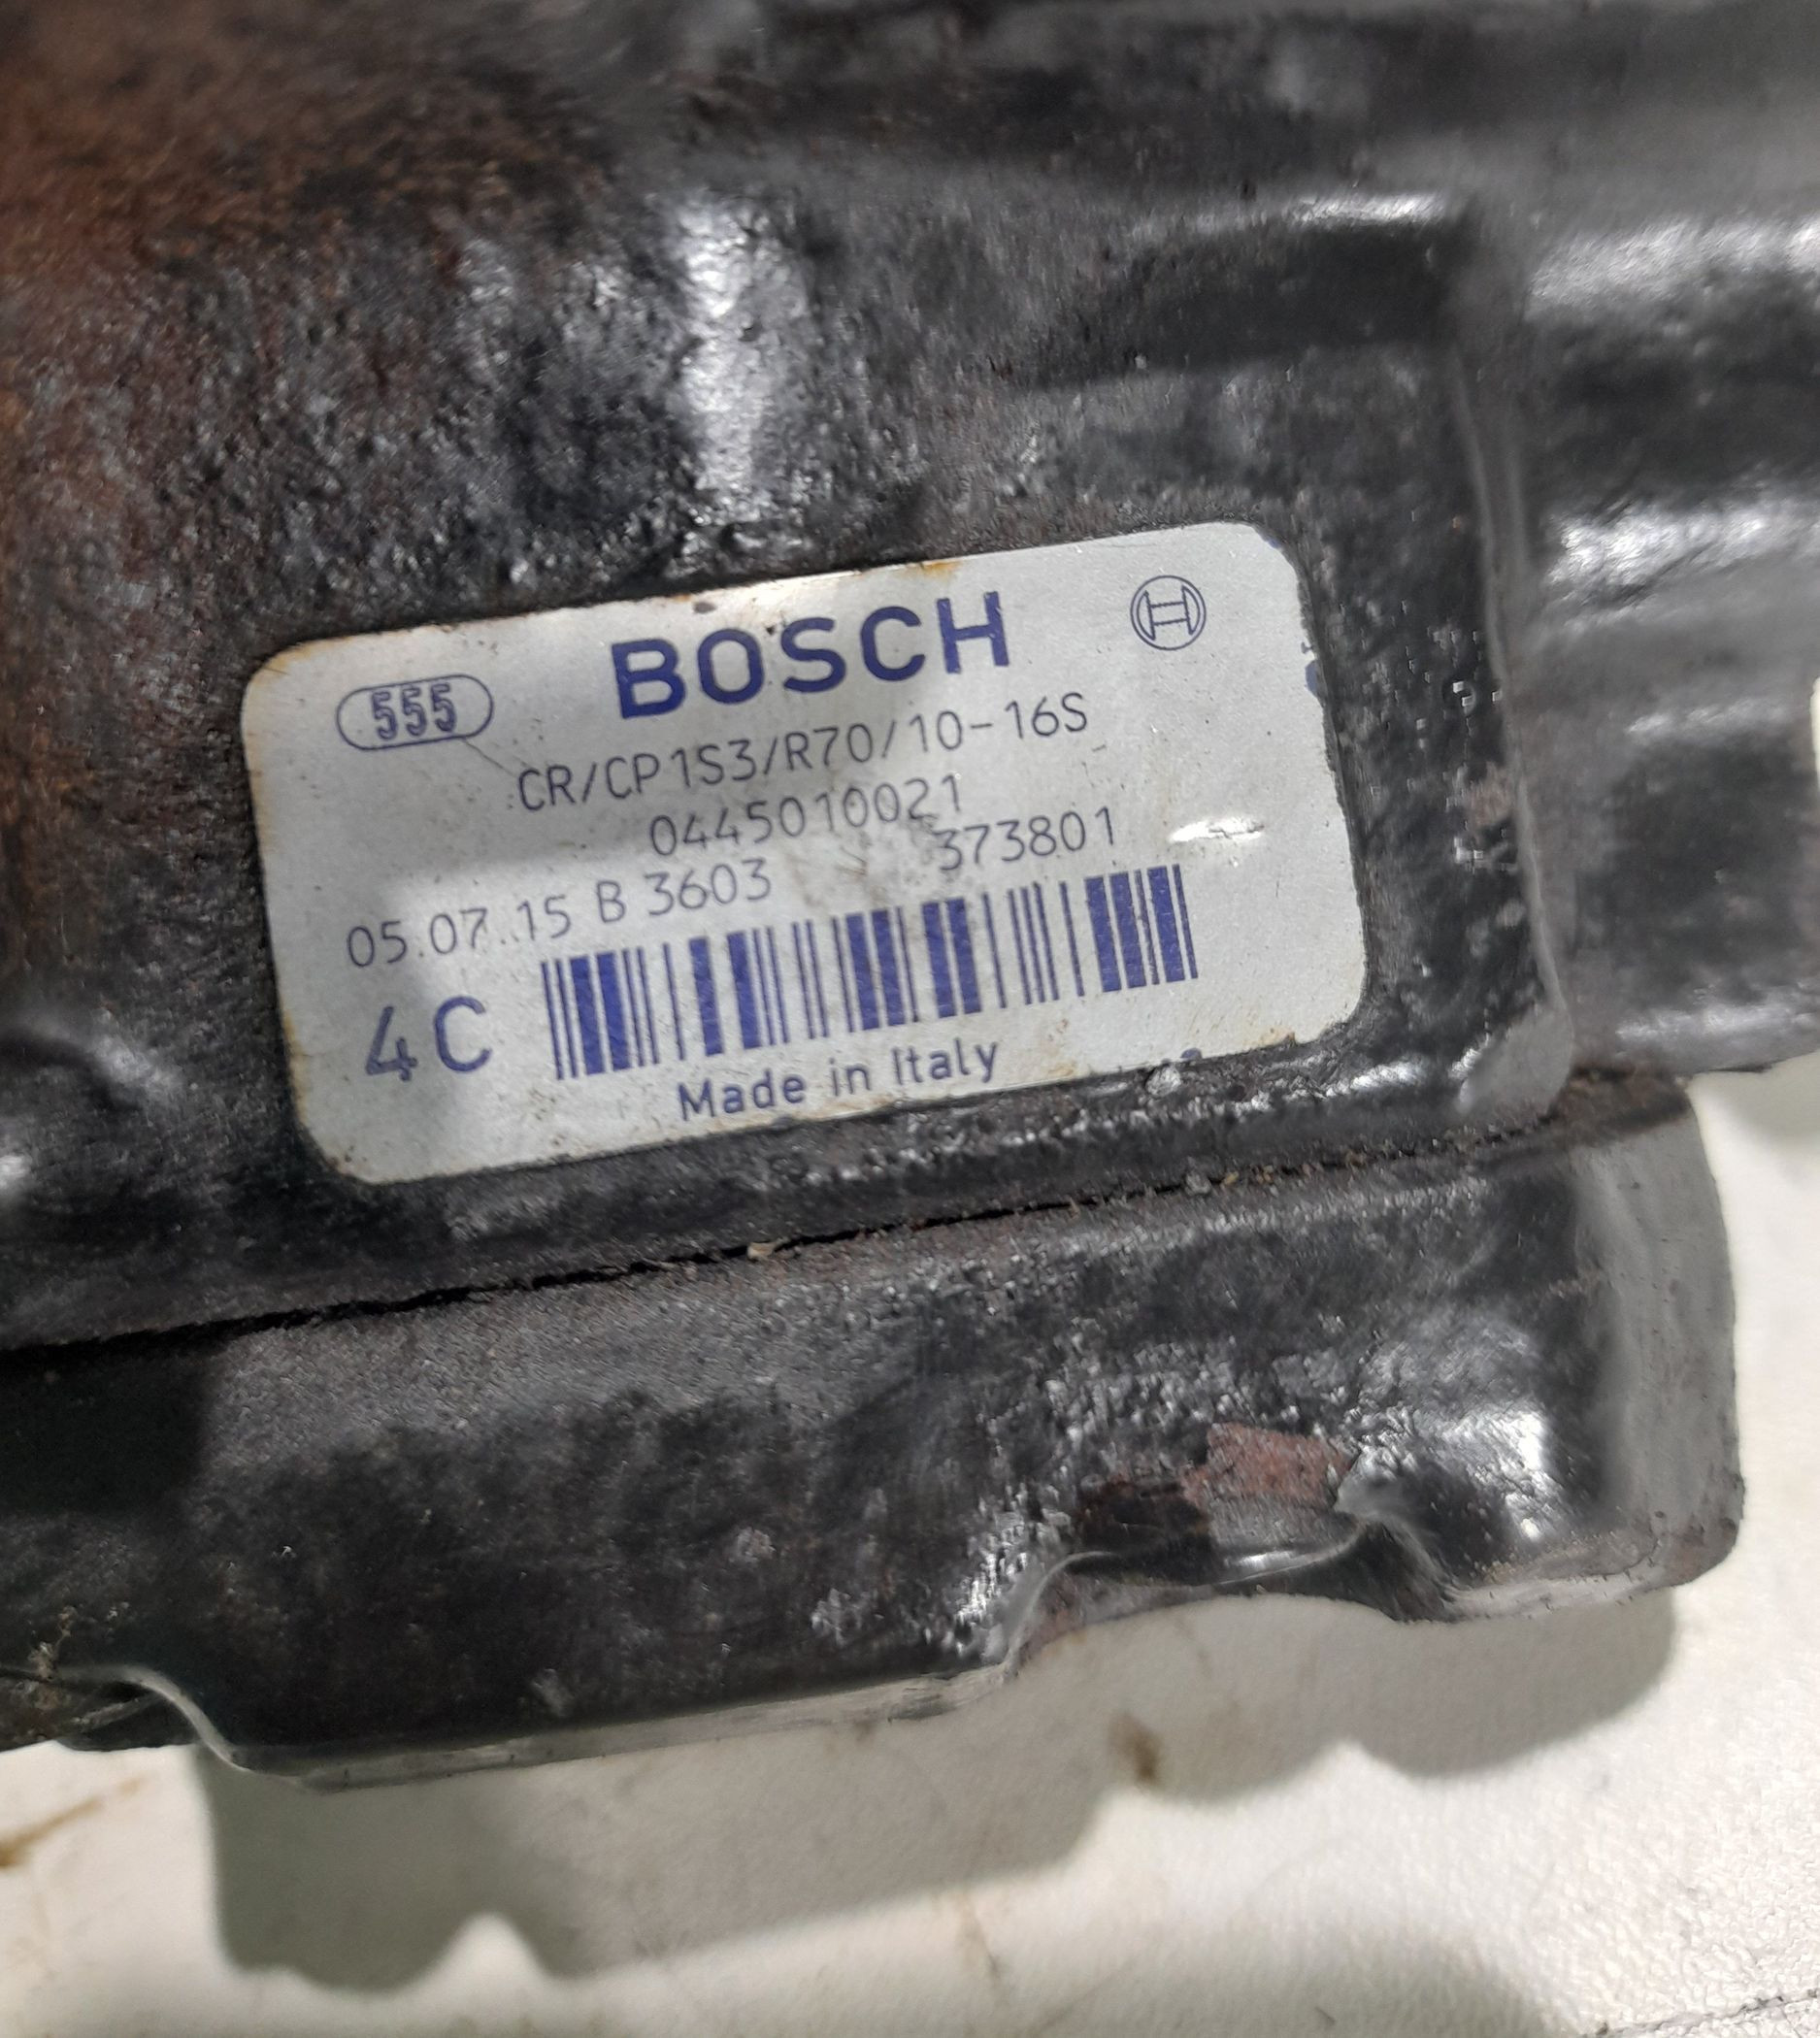 555 BOSCH
CR/CP1S3/R70/10-16S
0445010021
05.07.15 B 3603 373801
4C
Made in Italy